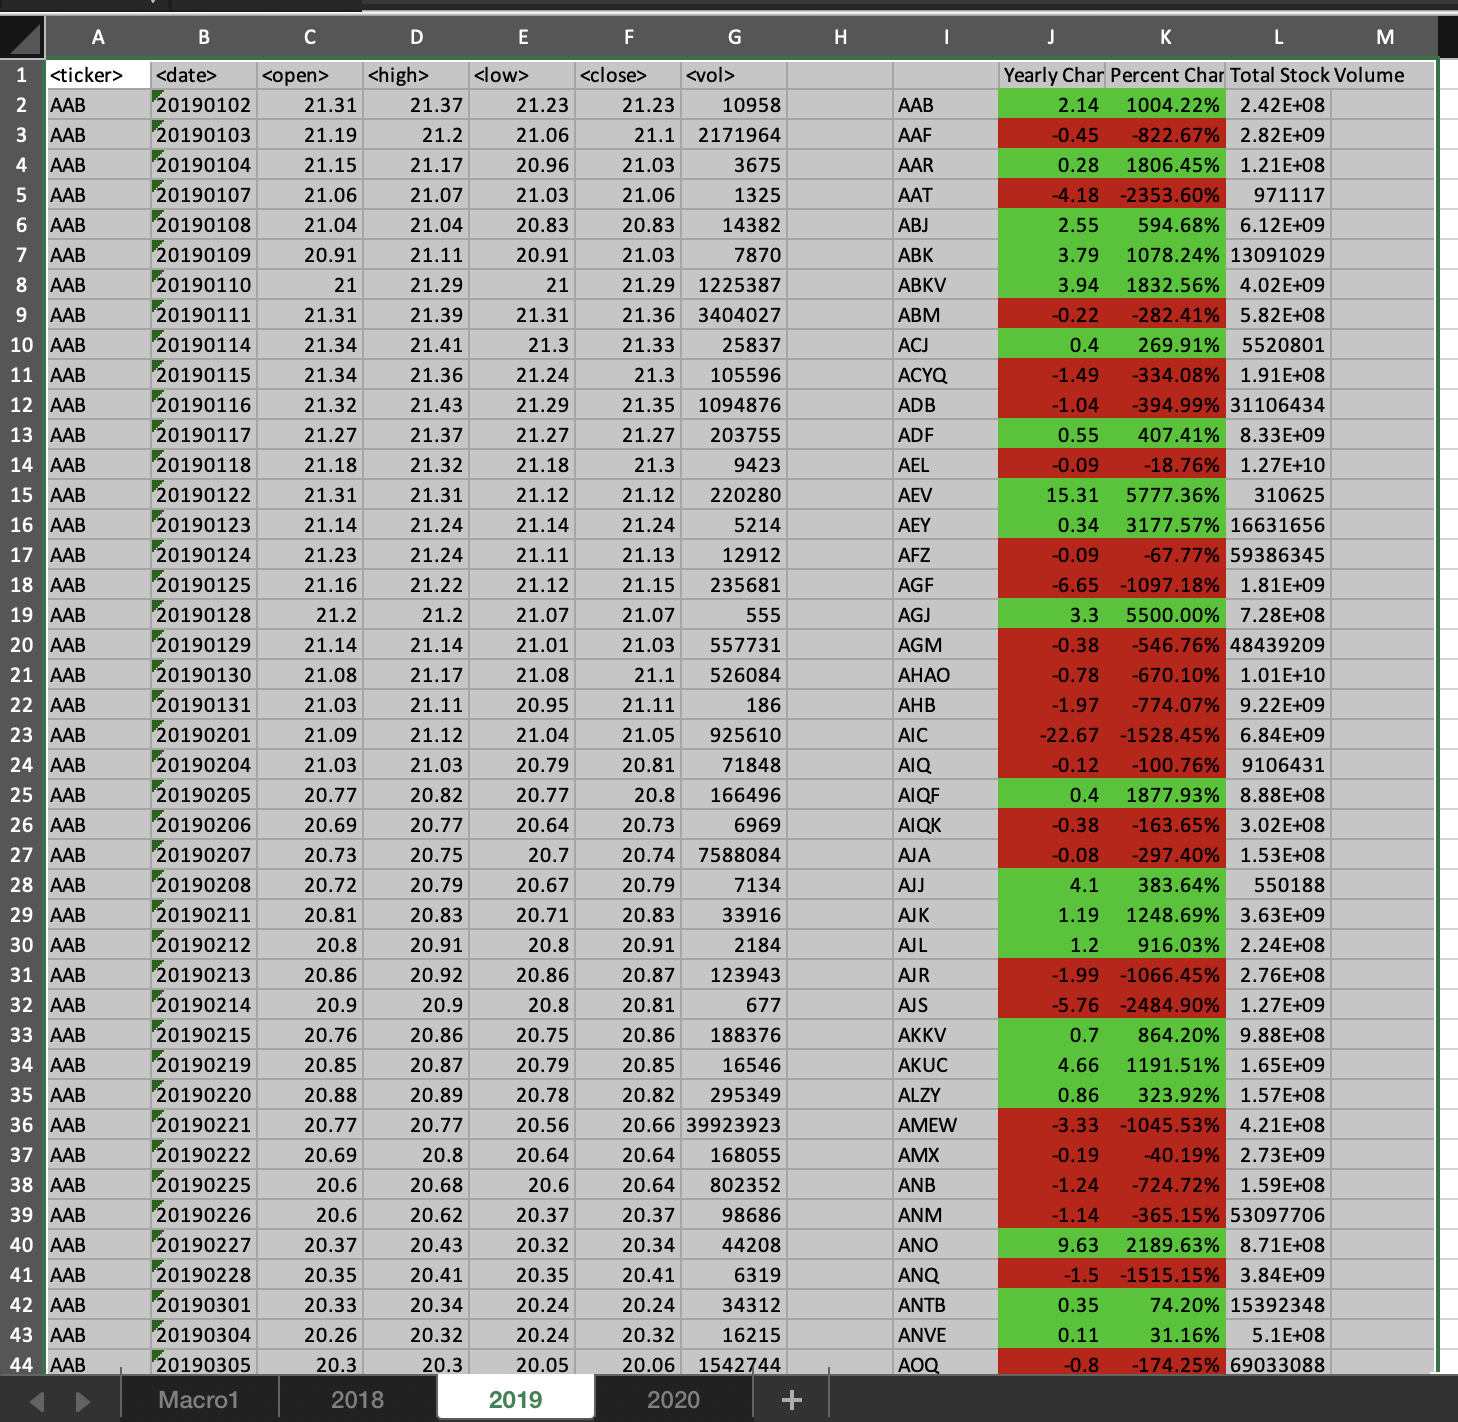 A B C D E F G H I J K L M
1 <ticker> <date> <open> <high> <low> <close> <vol> Yearly Char Percent Char Total Stock Volume
2 AAB 20190102 21.31 21.37 21.23 21.23 10958 AAB 2.14 1004.22% 2.42E+08
3 AAB 20190103 21.19 21.2 21.06 21.1 2171964 AAF -0.45 -822.67% 2.82E+09
4 AAB 20190104 21.15 21.17 20.96 21.03 3675 AAR 0.28 1806.45% 1.21E+08
5 AAB 20190107 21.06 21.07 21.03 21.06 1325 AAT -4.18 -2353.60% 971117
6 AAB 20190108 21.04 21.04 20.83 20.83 14382 ABJ 2.55 594.68% 6.12E+09
7 AAB 20190109 20.91 21.11 20.91 21.03 7870 ABK 3.79 1078.24% 13091029
8 AAB 20190110 21 21.29 21 21.29 1225387 ABKV 3.94 1832.56% 4.02E+09
9 AAB 20190111 21.31 21.39 21.31 21.36 3404027 ABM -0.22 -282.41% 5.82E+08
10 AAB 20190114 21.34 21.41 21.3 21.33 25837 ACJ 0.4 269.91% 5520801
11 AAB 20190115 21.34 21.36 21.24 21.3 105596 ACYQ -1.49 -334.08% 1.91E+08
12 AAB 20190116 21.32 21.43 21.29 21.35 1094876 ADB -1.04 -394.99% 31106434
13 AAB 20190117 21.27 21.37 21.27 21.27 203755 ADF 0.55 407.41% 8.33E+09
14 AAB 20190118 21.18 21.32 21.18 21.3 9423 AEL -0.09 -18.76% 1.27E+10
15 AAB 20190122 21.31 21.31 21.12 21.12 220280 AEV 15.31 5777.36% 310625
16 AAB 20190123 21.14 21.24 21.14 21.24 5214 AEY 0.34 3177.57% 16631656
17 AAB 20190124 21.23 21.24 21.11 21.13 12912 AFZ -0.09 -67.77% 59386345
18 AAB 20190125 21.16 21.22 21.12 21.15 235681 AGF -6.65 -1097.18% 1.81E+09
19 AAB 20190128 21.2 21.2 21.07 21.07 555 AGJ 3.3 5500.00% 7.28E+08
20 AAB 20190129 21.14 21.14 21.01 21.03 557731 AGM -0.38 -546.76% 48439209
21 AAB 20190130 21.08 21.17 21.08 21.1 526084 AHAO -0.78 -670.10% 1.01E+10
22 AAB 20190131 21.03 21.11 20.95 21.11 186 AHB -1.97 -774.07% 9.22E+09
23 AAB 20190201 21.09 21.12 21.04 21.05 925610 AIC -22.67 -1528.45% 6.84E+09
24 AAB 20190204 21.03 21.03 20.79 20.81 71848 AIQ -0.12 -100.76% 9106431
25 AAB 20190205 20.77 20.82 20.77 20.8 166496 AIQF 0.4 1877.93% 8.88E+08
26 AAB 20190206 20.69 20.77 20.64 20.73 6969 AIQK -0.38 -163.65% 3.02E+08
27 AAB 20190207 20.73 20.75 20.7 20.74 7588084 AJA -0.08 -297.40% 1.53E+08
28 AAB 20190208 20.72 20.79 20.67 20.79 7134 AJJ 4.1 383.64% 550188
29 AAB 20190211 20.81 20.83 20.71 20.83 33916 AJK 1.19 1248.69% 3.63E+09
30 AAB 20190212 20.8 20.91 20.8 20.91 2184 AJL 1.2 916.03% 2.24E+08
31 AAB 20190213 20.86 20.92 20.86 20.87 123943 AJR -1.99 -1066.45% 2.76E+08
32 AAB 20190214 20.9 20.9 20.8 20.81 677 AJS -5.76 -2484.90% 1.27E+09
33 AAB 20190215 20.76 20.86 20.75 20.86 188376 AKKV 0.7 864.20% 9.88E+08
34 AAB 20190219 20.85 20.87 20.79 20.85 16546 AKUC 4.66 1191.51% 1.65E+09
35 AAB 20190220 20.88 20.89 20.78 20.82 295349 ALZY 0.86 323.92% 1.57E+08
36 AAB 20190221 20.77 20.77 20.56 20.66 39923923 AMEW -3.33 -1045.53% 4.21E+08
37 AAB 20190222 20.69 20.8 20.64 20.64 168055 AMX -0.19 -40.19% 2.73E+09
38 AAB 20190225 20.6 20.68 20.6 20.64 802352 ANB -1.24 -724.72% 1.59E+08
39 AAB 20190226 20.6 20.62 20.37 20.37 98686 ANM -1.14 -365.15% 53097706
40 AAB 20190227 20.37 20.43 20.32 20.34 44208 ANO 9.63 2189.63% 8.71E+08
41 AAB 20190228 20.35 20.41 20.35 20.41 6319 ANQ -1.5 -1515.15% 3.84E+09
42 AAB 20190301 20.33 20.34 20.24 20.24 34312 ANTB 0.35 74.20% 15392348
43 AAB 20190304 20.26 20.32 20.24 20.32 16215 ANVE 0.11 31.16% 5.1E+08
44 AAB 20190305 20.3 20.3 20.05 20.06 1542744 AOQ -0.8 -174.25% 69033088
Macro1 2018 2019 2020 +